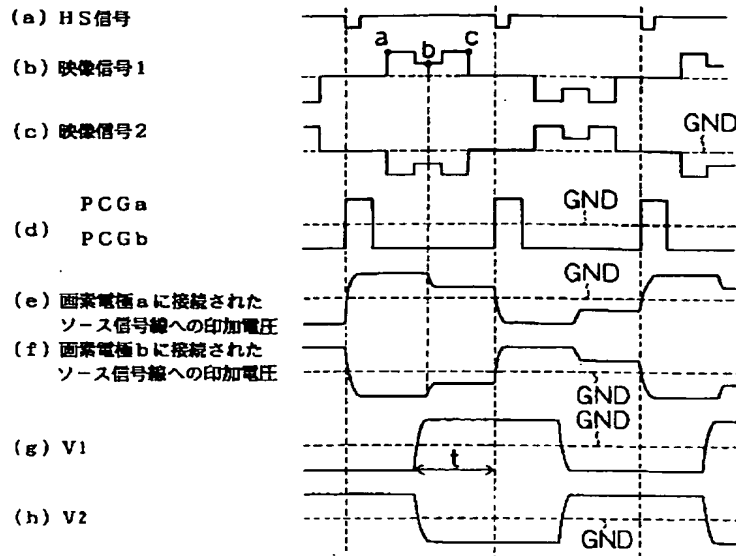 (a) HS信号
a b c
(b) 映像信号1
(c) 映像信号2
GND
PCGa
GND
(d)
PCGb
GND
(e) 画素電極aに接続された
ソース信号線への印加電圧
(f) 画素電極bに接続された
ソース信号線への印加電圧
GND
GND
(g) V1
t
(h) V2
GND